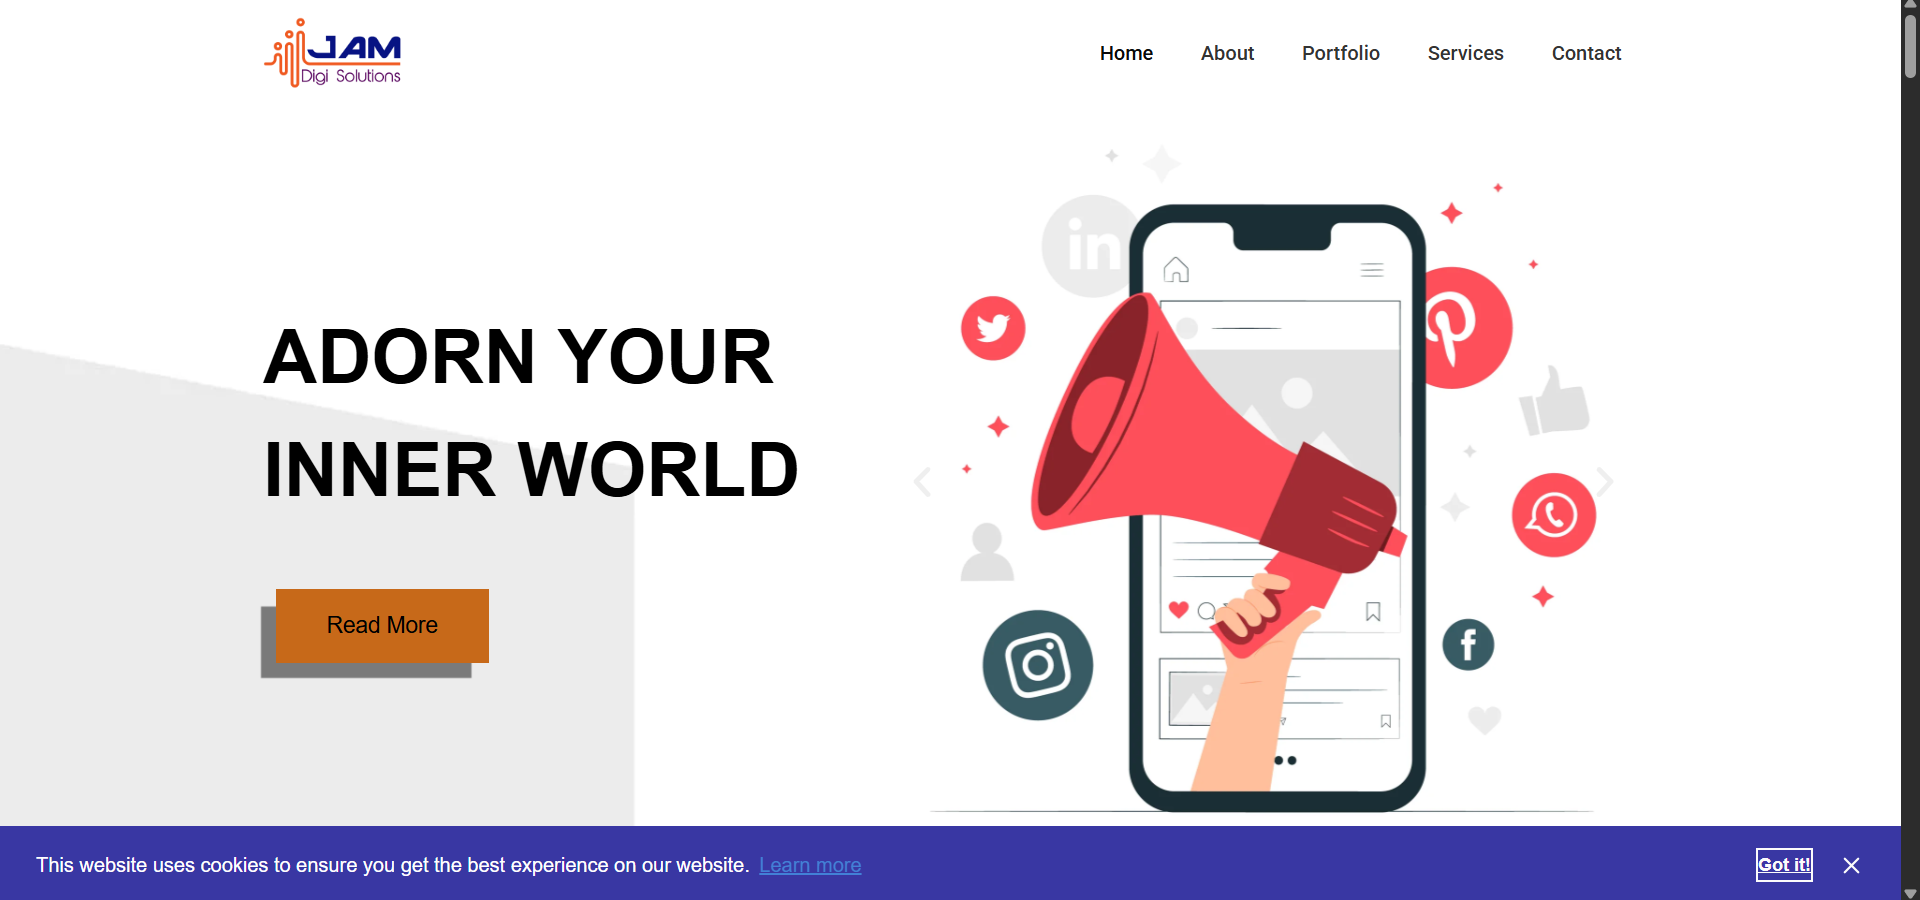 JAM
Digi Solutions
Home
About
Portfolio
Services
Contact
in
ADORN YOUR
INNER WORLD
Read More
This website uses cookies to ensure you get the best experience on our website. Learn more
Got it!